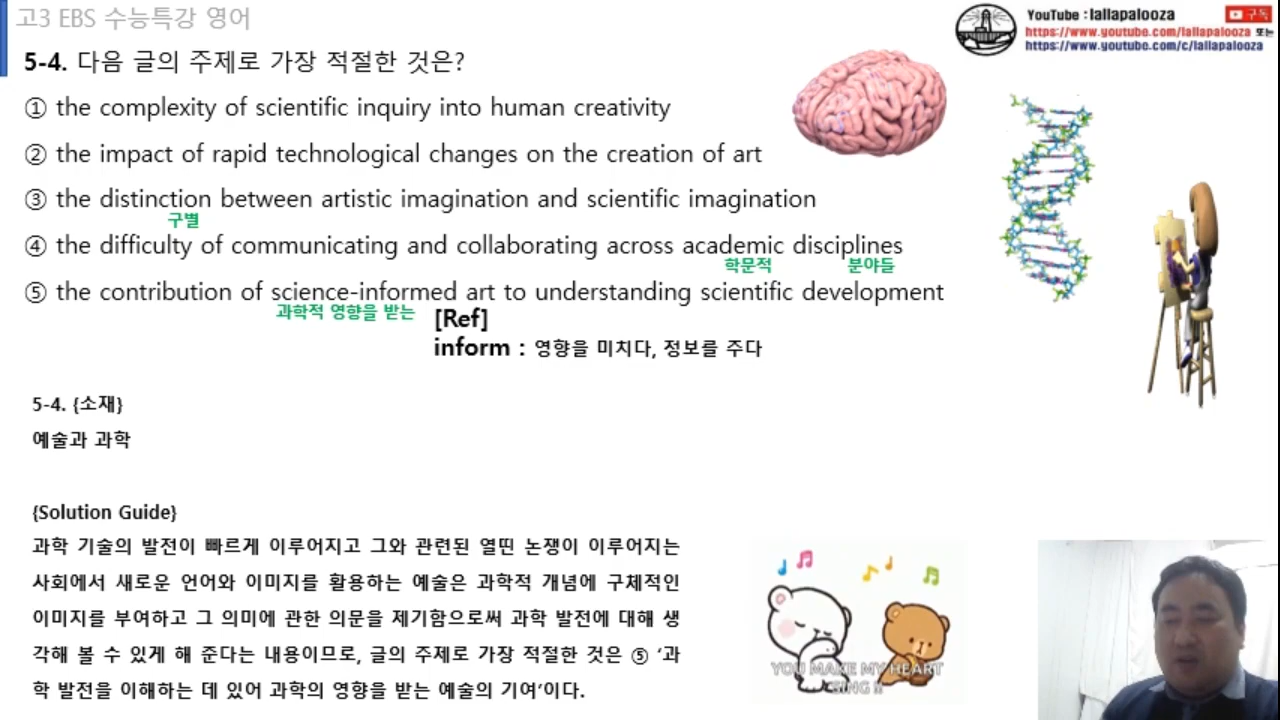 고3 EBS 수능특강 영어
YouTube : lallapalooza
구독
https://www.youtube.com/lallapalooza 또는
https://www.youtube.com/c/lallapalooza
5-4. 다음 글의 주제로 가장 적절한 것은?
① the complexity of scientific inquiry into human creativity
② the impact of rapid technological changes on the creation of art
③ the distinction between artistic imagination and scientific imagination
구별
④ the difficulty of communicating and collaborating across academic disciplines
학문적 분야들
⑤ the contribution of science-informed art to understanding scientific development
과학적 영향을 받는
[Ref]
inform : 영향을 미치다, 정보를 주다
5-4. {소재}
예술과 과학
{Solution Guide}
과학 기술의 발전이 빠르게 이루어지고 그와 관련된 열띤 논쟁이 이루어지는
사회에서 새로운 언어와 이미지를 활용하는 예술은 과학적 개념에 구체적인
이미지를 부여하고 그 의미에 관한 의문을 제기함으로써 과학 발전에 대해 생
각해 볼 수 있게 해 준다는 내용이므로, 글의 주제로 가장 적절한 것은 ⑤ ‘과
학 발전을 이해하는 데 있어 과학의 영향을 받는 예술의 기여’이다.
YOU MAKE MY HEART
SING !!